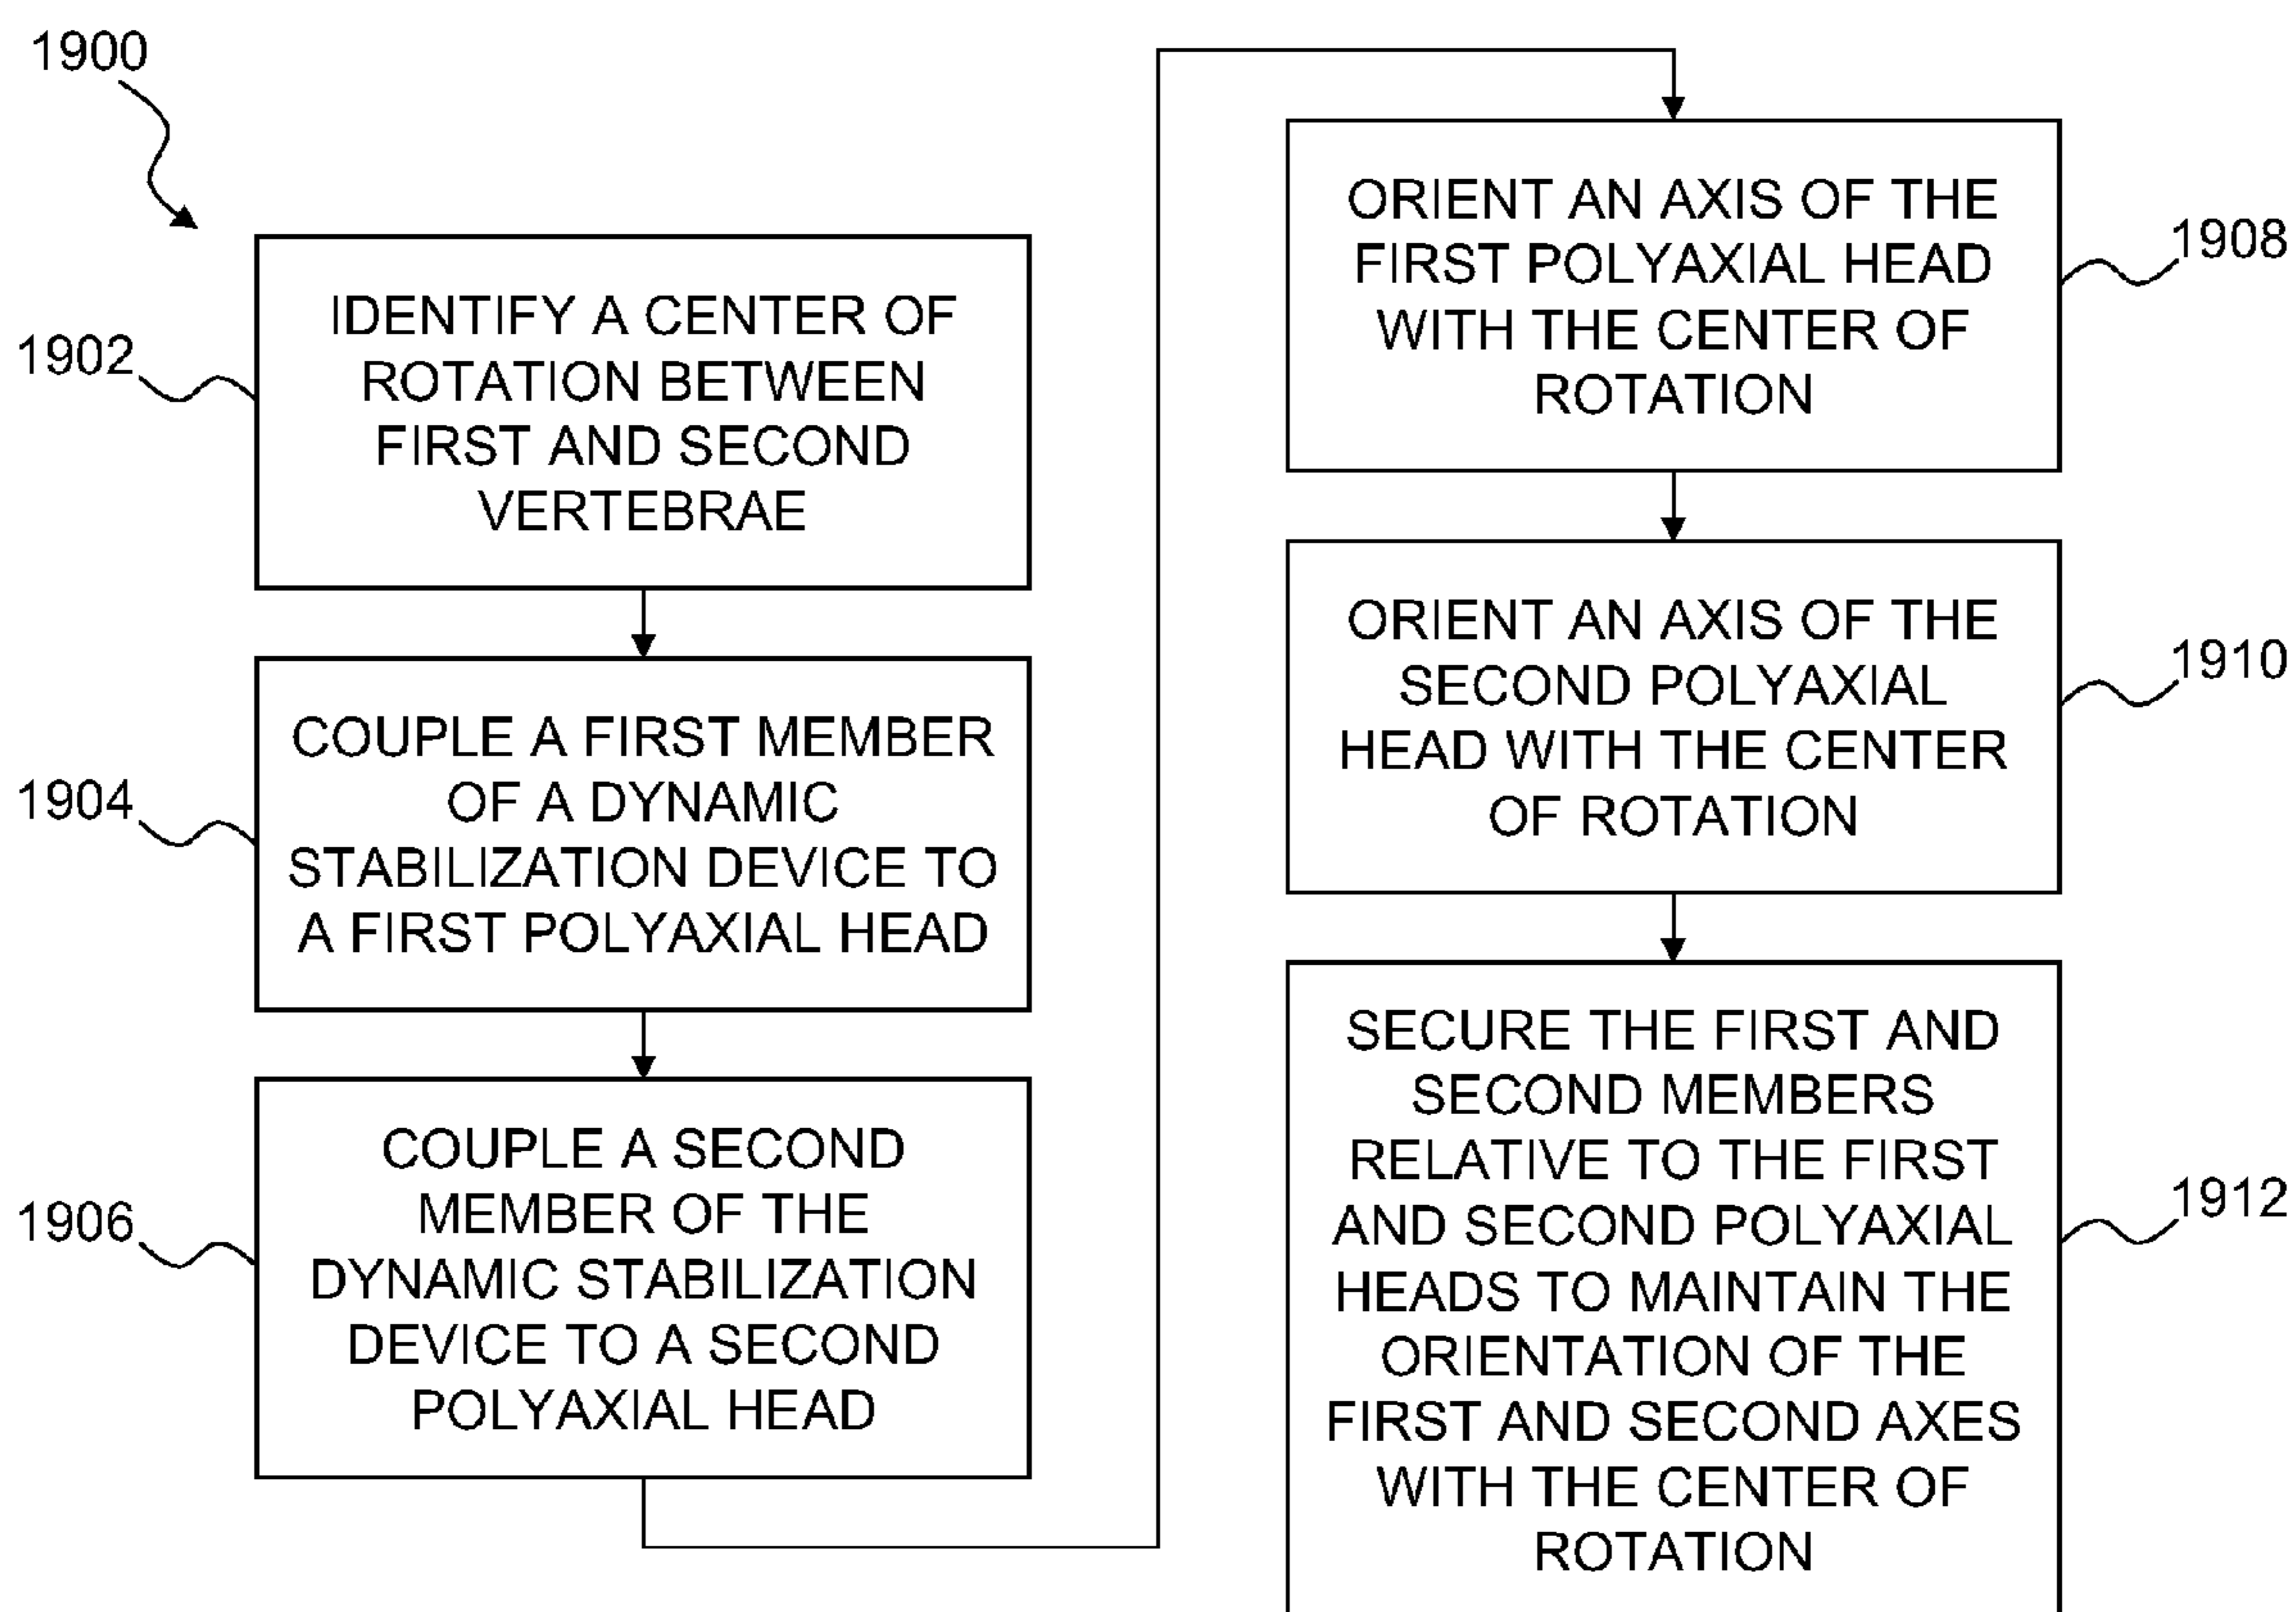 1900
1902
IDENTIFY A CENTER OF
ROTATION BETWEEN
FIRST AND SECOND
VERTEBRAE
1904
COUPLE A FIRST MEMBER
OF A DYNAMIC
STABILIZATION DEVICE TO
A FIRST POLYAXIAL HEAD
1906
COUPLE A SECOND
MEMBER OF THE
DYNAMIC STABILIZATION
DEVICE TO A SECOND
POLYAXIAL HEAD
ORIENT AN AXIS OF THE
FIRST POLYAXIAL HEAD
WITH THE CENTER OF
ROTATION
1908
ORIENT AN AXIS OF THE
SECOND POLYAXIAL
HEAD WITH THE CENTER
OF ROTATION
1910
SECURE THE FIRST AND
SECOND MEMBERS
RELATIVE TO THE FIRST
AND SECOND POLYAXIAL
HEADS TO MAINTAIN THE
ORIENTATION OF THE
FIRST AND SECOND AXES
WITH THE CENTER OF
ROTATION
1912